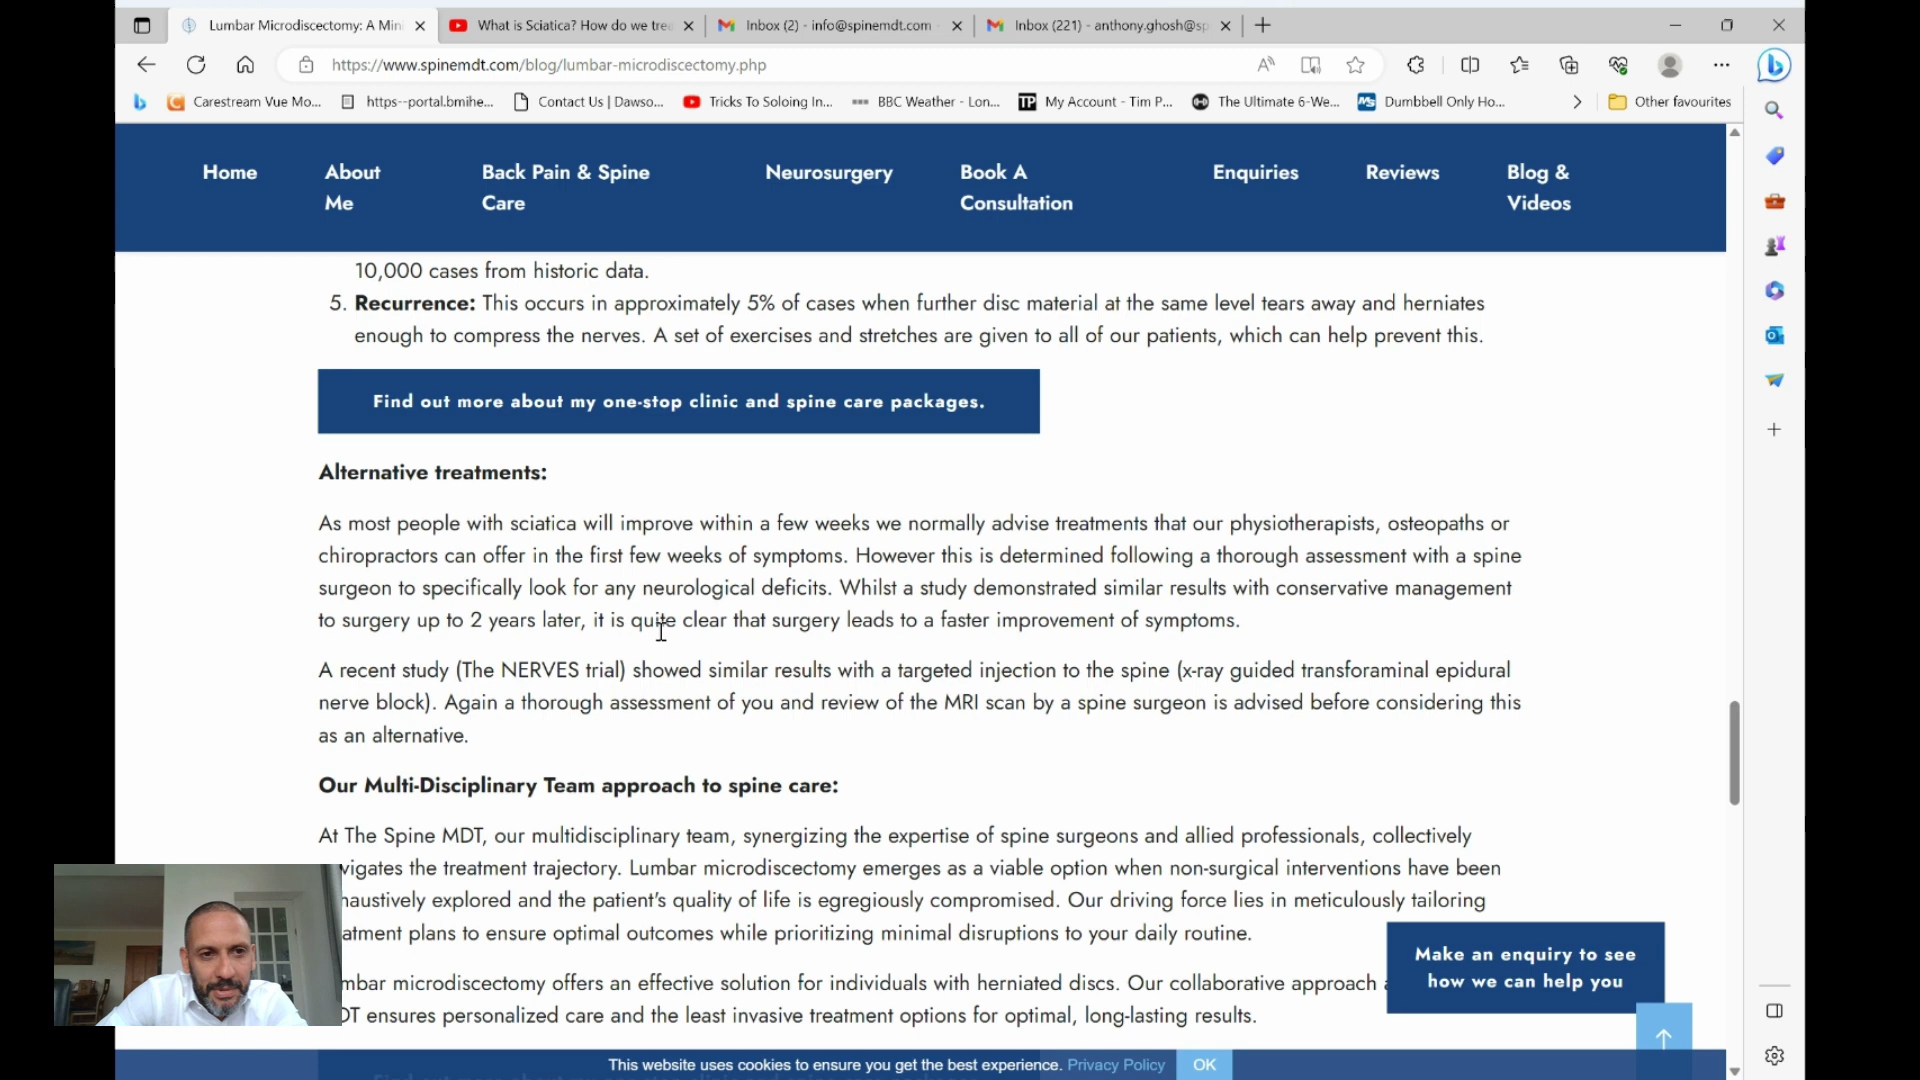 Lumbar Microdiscectomy: A Min
What is Sciatica? How do we tre
Inbox (2) - info@spinemdt.com
Inbox (221) - anthony.ghosh@sp
https://www.spinemdt.com/blog/lumbar-microdiscectomy.php
Carestream Vue Mo...
https--portal.bmihe...
Contact Us | Dawso...
Tricks To Soloing In...
BBC Weather - Lon...
TP
My Account - Tim P...
The Ultimate 6-We...
Dumbbell Only Ho...
Other favourites
Home
About Me
Back Pain & Spine Care
Neurosurgery
Book A Consultation
Enquiries
Reviews
Blog & Videos
10,000 cases from historic data.
5. Recurrence: This occurs in approximately 5% of cases when further disc material at the same level tears away and herniates
enough to compress the nerves. A set of exercises and stretches are given to all of our patients, which can help prevent this.
Find out more about my one-stop clinic and spine care packages.
Alternative treatments:
As most people with sciatica will improve within a few weeks we normally advise treatments that our physiotherapists, osteopaths or
chiropractors can offer in the first few weeks of symptoms. However this is determined following a thorough assessment with a spine
surgeon to specifically look for any neurological deficits. Whilst a study demonstrated similar results with conservative management
to surgery up to 2 years later, it is quite clear that surgery leads to a faster improvement of symptoms.
A recent study (The NERVES trial) showed similar results with a targeted injection to the spine (x-ray guided transforaminal epidural
nerve block). Again a thorough assessment of you and review of the MRI scan by a spine surgeon is advised before considering this
as an alternative.
Our Multi-Disciplinary Team approach to spine care:
At The Spine MDT, our multidisciplinary team, synergizing the expertise of spine surgeons and allied professionals, collectively
vigates the treatment trajectory. Lumbar microdiscectomy emerges as a viable option when non-surgical interventions have been
haustively explored and the patient's quality of life is egregiously compromised. Our driving force lies in meticulously tailoring
atment plans to ensure optimal outcomes while prioritizing minimal disruptions to your daily routine.
Make an enquiry to see
how we can help you
mbar microdiscectomy offers an effective solution for individuals with herniated discs. Our collaborative approach
DT ensures personalized care and the least invasive treatment options for optimal, long-lasting results.
This website uses cookies to ensure you get the best experience. Privacy Policy OK